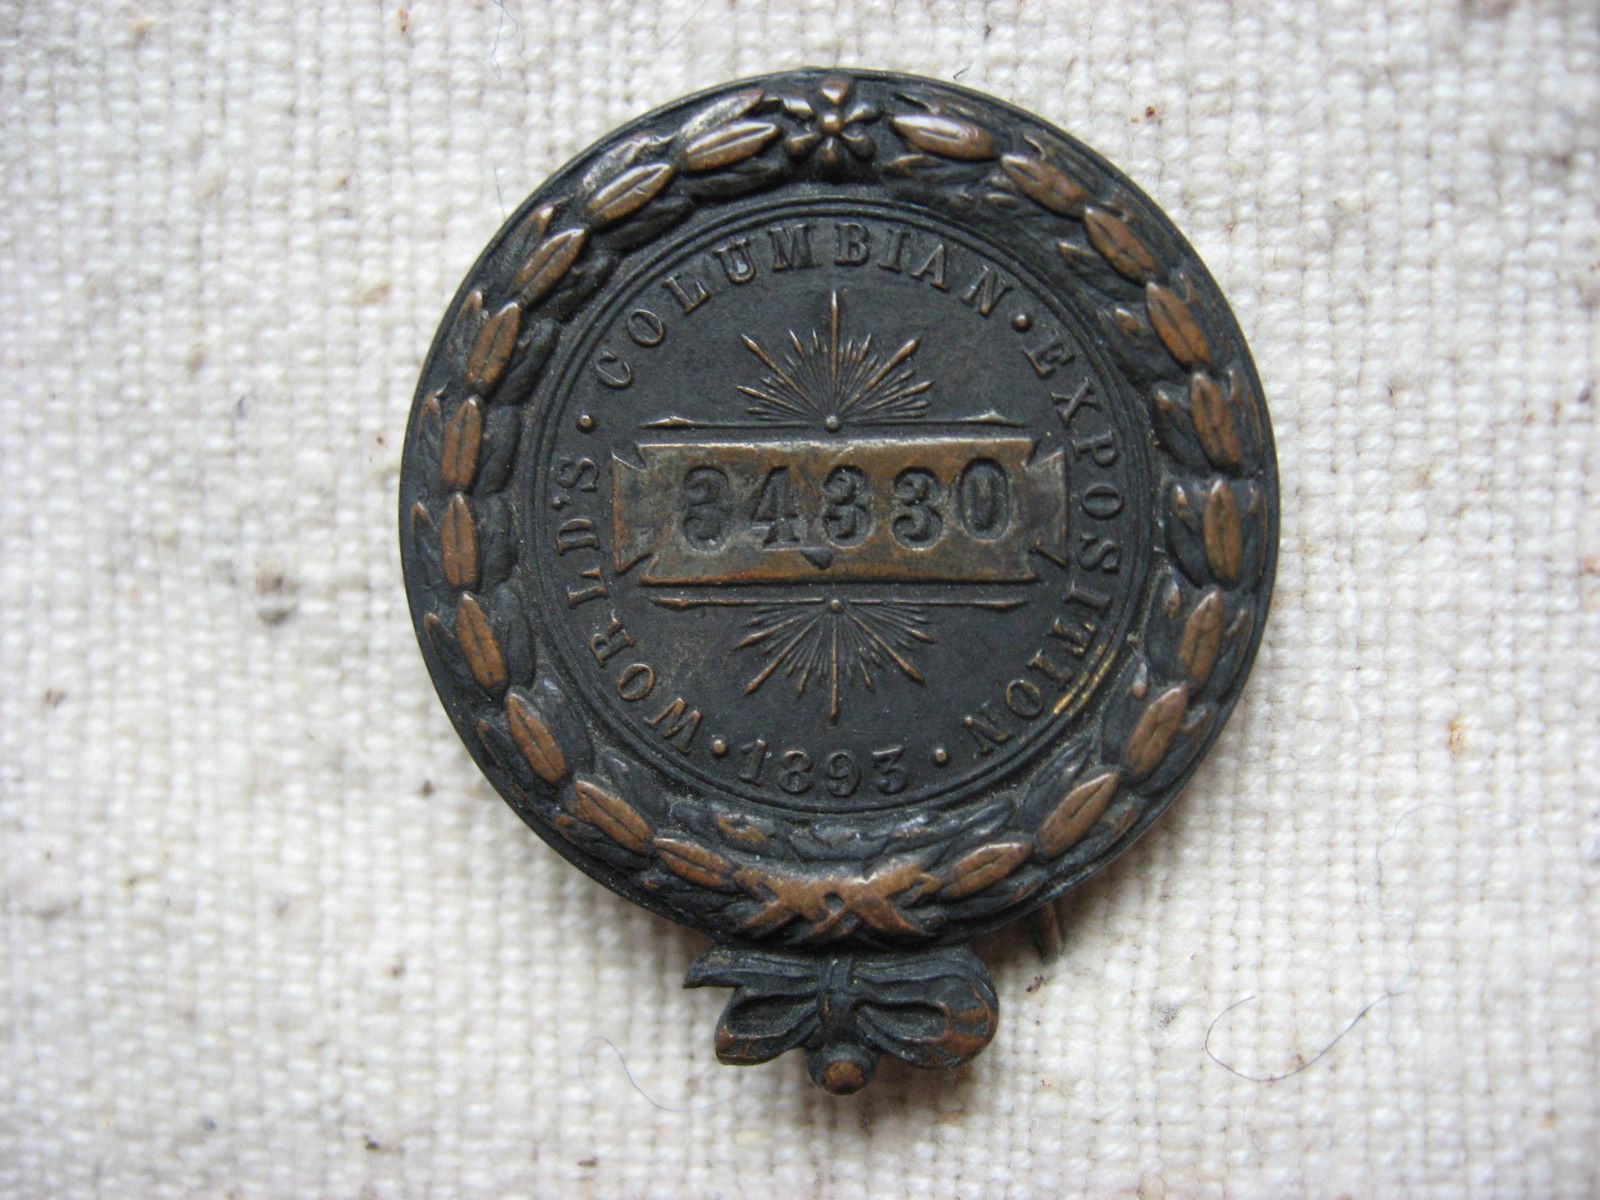 WORLD'S · COLUMBIAN · EXPOSITION
34330
· 1893 ·